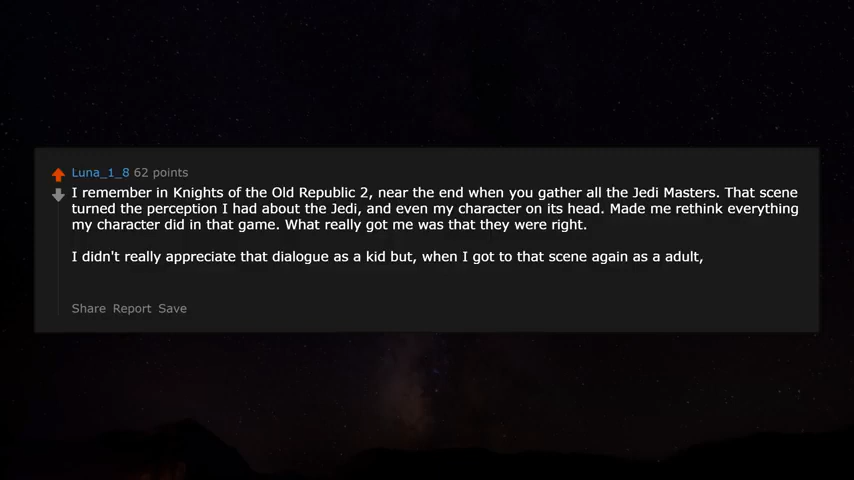 Luna_1_8 62 points
I remember in Knights of the Old Republic 2, near the end when you gather all the Jedi Masters. That scene
turned the perception I had about the Jedi, and even my character on its head. Made me rethink everything
my character did in that game. What really got me was that they were right.
I didn't really appreciate that dialogue as a kid but, when I got to that scene again as a adult,
Share Report Save